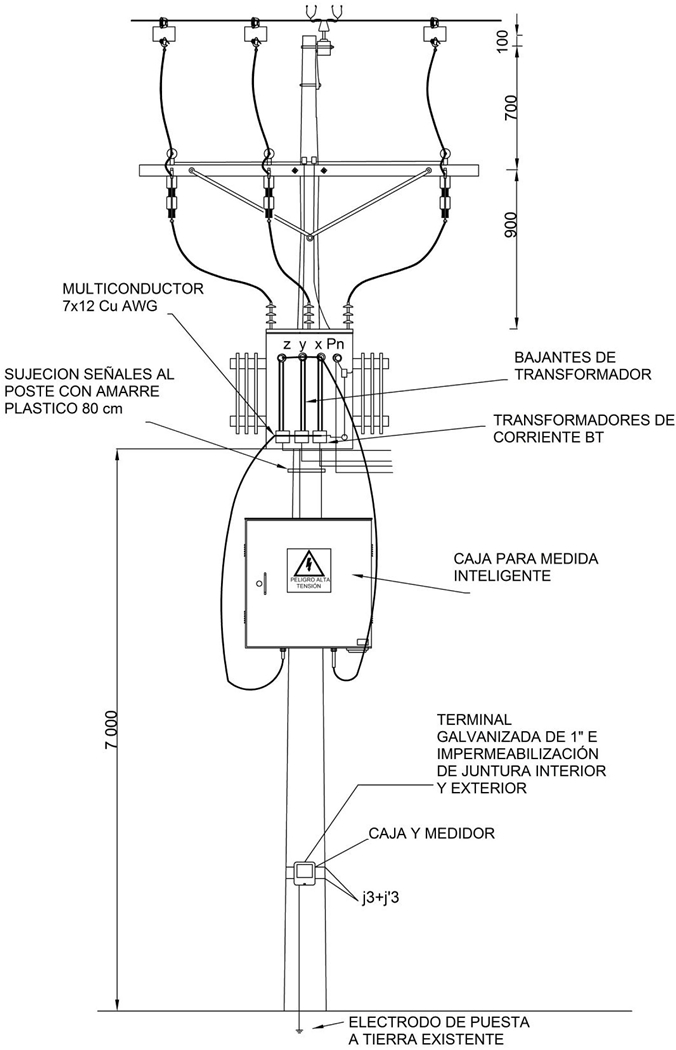 100
700
900
MULTICONDUCTOR
7x12 Cu AWG
z y x Pn
BAJANTES DE
TRANSFORMADOR
SUJECION SEÑALES AL
POSTE CON AMARRE
PLASTICO 80 cm
TRANSFORMADORES DE
CORRIENTE BT
PELIGRO ALTA
TENSIÓN
CAJA PARA MEDIDA
INTELIGENTE
7 000
TERMINAL
GALVANIZADA DE 1" E
IMPERMEABILIZACIÓN
DE JUNTURA INTERIOR
Y EXTERIOR
CAJA Y MEDIDOR
j3+j'3
ELECTRODO DE PUESTA
A TIERRA EXISTENTE